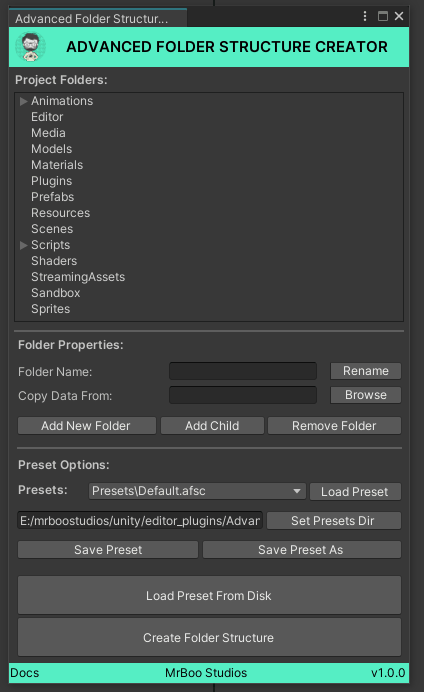 Advanced Folder Structur...
ADVANCED FOLDER STRUCTURE CREATOR
Project Folders:
Animations
Editor
Media
Models
Materials
Plugins
Prefabs
Resources
Scenes
Scripts
Shaders
StreamingAssets
Sandbox
Sprites
Folder Properties:
Folder Name: Rename
Copy Data From: Browse
Add New Folder Add Child Remove Folder
Preset Options:
Presets: Presets\Default.afsc Load Preset
E:/mrboostudios/unity/editor_plugins/Advan Set Presets Dir
Save Preset Save Preset As
Load Preset From Disk
Create Folder Structure
Docs MrBoo Studios v1.0.0